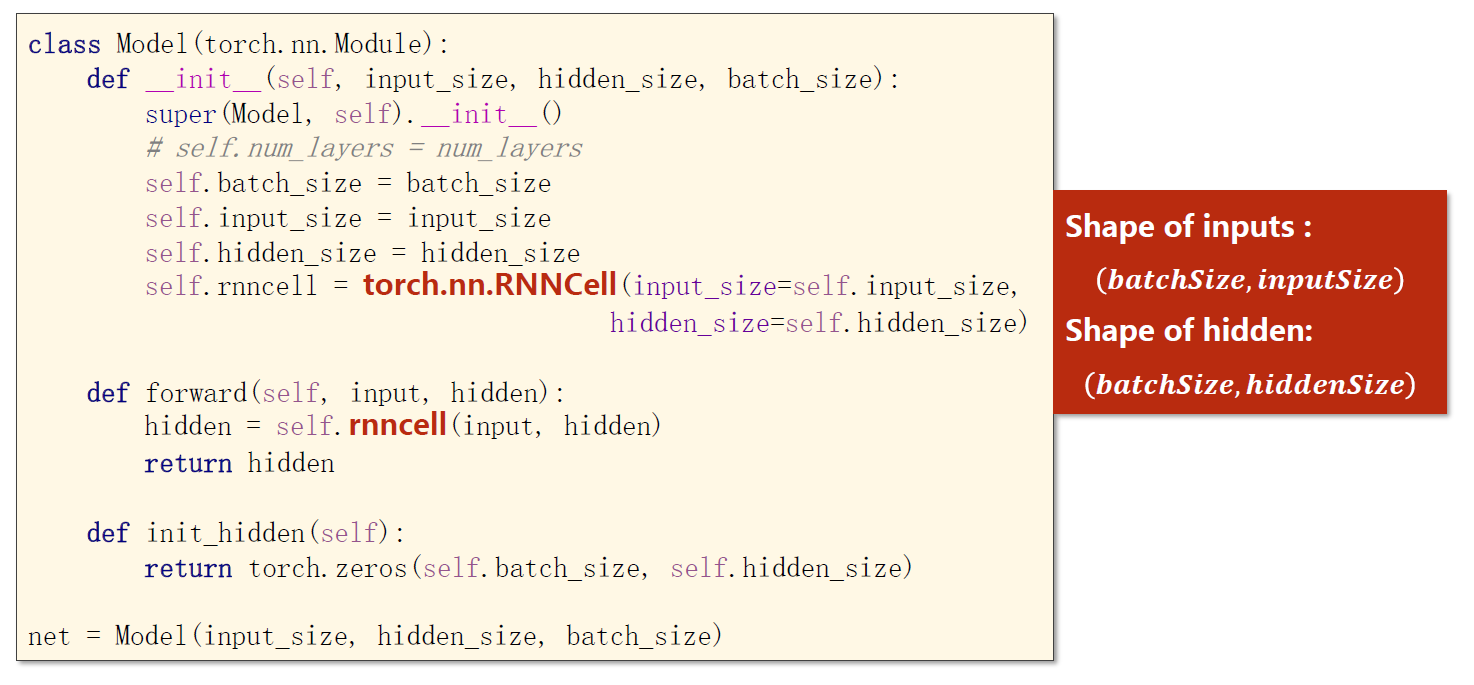 class Model(torch.nn.Module):
    def __init__(self, input_size, hidden_size, batch_size):
        super(Model, self).__init__()
        # self.num_layers = num_layers
        self.batch_size = batch_size
        self.input_size = input_size
        self.hidden_size = hidden_size
        self.rnncell = torch.nn.RNNCell(input_size=self.input_size,
                                        hidden_size=self.hidden_size)
    def forward(self, input, hidden):
        hidden = self.rnncell(input, hidden)
        return hidden
    def init_hidden(self):
        return torch.zeros(self.batch_size, self.hidden_size)
net = Model(input_size, hidden_size, batch_size)
Shape of inputs :
(batchSize, inputSize)
Shape of hidden:
(batchSize, hiddenSize)